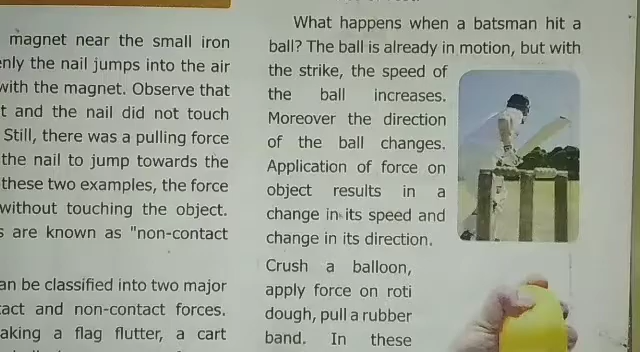 magnet near the small iron
nly the nail jumps into the air
with the magnet. Observe that
t and the nail did not touch
Still, there was a pulling force
the nail to jump towards the
these two examples, the force
without touching the object.
s are known as "non-contact
an be classified into two major
tact and non-contact forces.
aking a flag flutter, a cart
What happens when a batsman hit a
ball? The ball is already in motion, but with
the strike, the speed of
the ball increases.
Moreover the direction
of the ball changes.
Application of force on
object results in a
change in its speed and
change in its direction.
Crush a balloon,
apply force on roti
dough, pull a rubber
band. In these